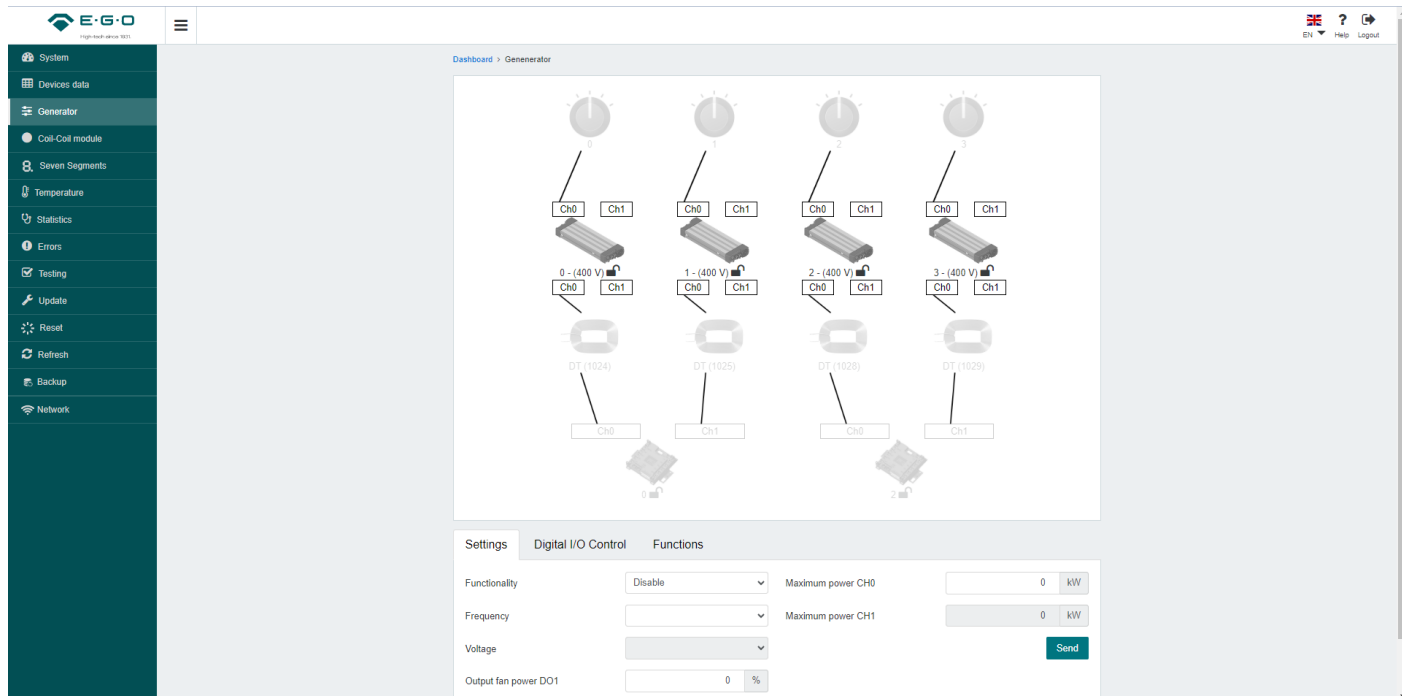 E·G·O
High-tech since 1931.
EN Help Logout
System
Devices data
Generator
Coil-Coil module
Seven Segments
Temperature
Statistics
Errors
Testing
Update
Reset
Refresh
Backup
Network
Dashboard > Genenerator
0 1 2 3
Ch0 Ch1 Ch0 Ch1 Ch0 Ch1 Ch0 Ch1
0 - (400 V) 1 - (400 V) 2 - (400 V) 3 - (400 V)
Ch0 Ch1 Ch0 Ch1 Ch0 Ch1 Ch0 Ch1
DT (1024) DT (1025) DT (1028) DT (1029)
Ch0 Ch1 Ch0 Ch1
0 2
Settings Digital I/O Control Functions
Functionality Disable Maximum power CH0 0 kW
Frequency Maximum power CH1 0 kW
Voltage Send
Output fan power DO1 0 %